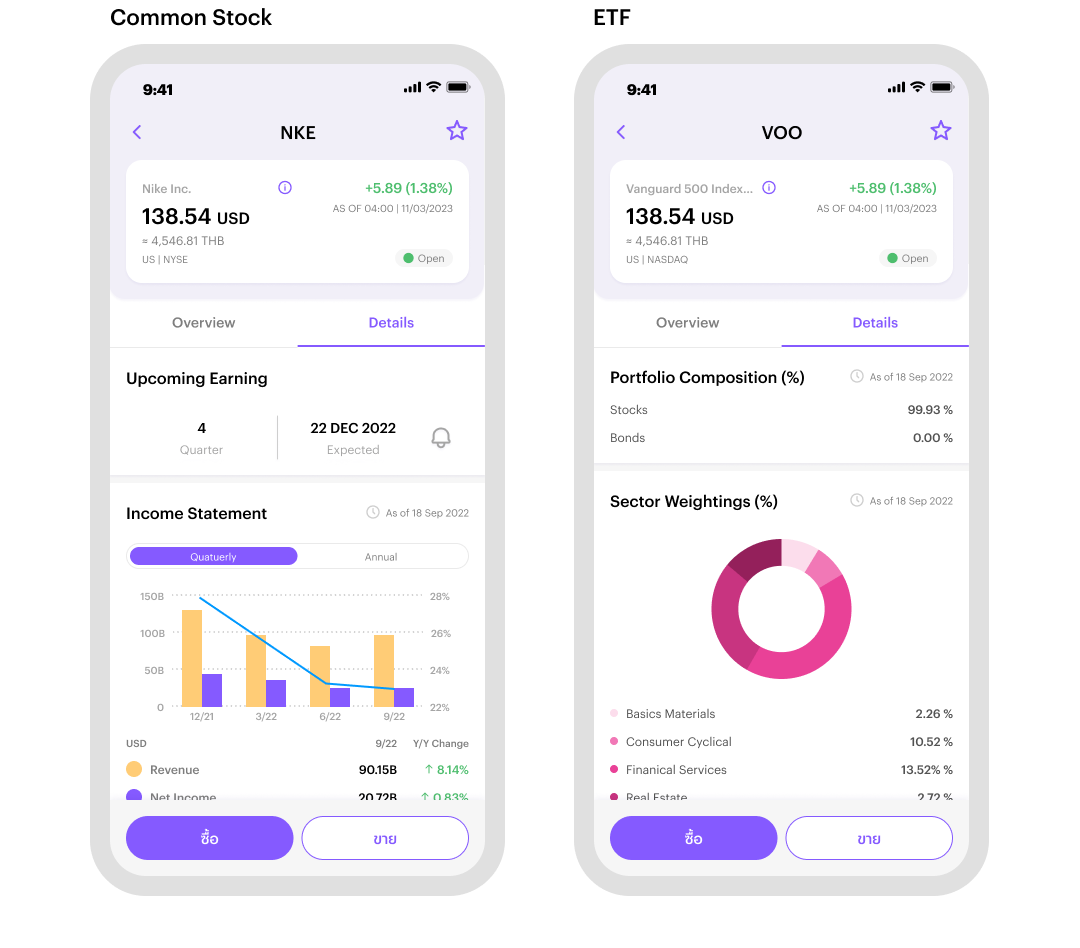 Common Stock
9:41
NKE
Nike Inc.
+5.89 (1.38%)
138.54 USD
AS OF 04:00 | 11/03/2023
≈ 4,546.81 THB
US | NYSE
Open
Overview
Details
Upcoming Earning
4
22 DEC 2022
Quarter
Expected
Income Statement
As of 18 Sep 2022
Quatuerly
Annual
150B
28%
100B
26%
50B
24%
0
22%
12/21
3/22
6/22
9/22
USD
9/22
Y/Y Change
Revenue
90.15B
↑ 8.14%
Net Income
20.72B
↑ 0.83%
ซื้อ
ขาย
ETF
9:41
VOO
Vanguard 500 Index...
+5.89 (1.38%)
138.54 USD
AS OF 04:00 | 11/03/2023
≈ 4,546.81 THB
US | NASDAQ
Open
Overview
Details
Portfolio Composition (%)
As of 18 Sep 2022
Stocks
99.93 %
Bonds
0.00 %
Sector Weightings (%)
As of 18 Sep 2022
Basics Materials
2.26 %
Consumer Cyclical
10.52 %
Finanical Services
13.52% %
Real Estate
2.72 %
ซื้อ
ขาย